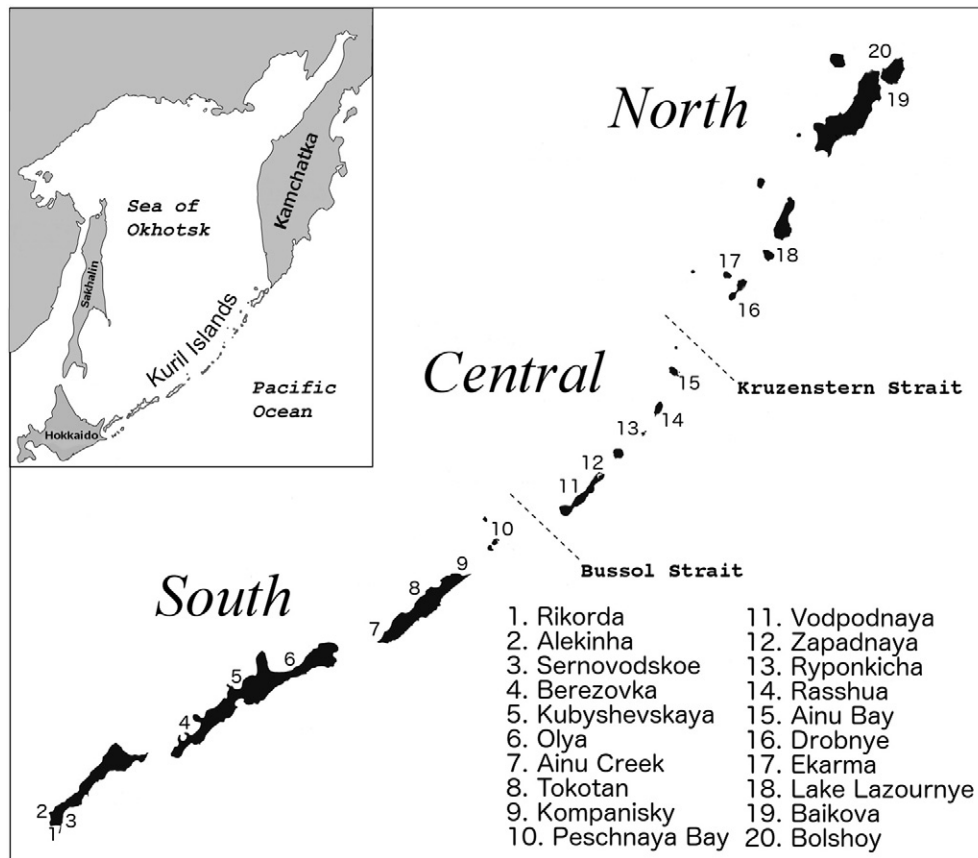 Sea of
Okhotsk
Kamchatka
Sakhalin
Kuril Islands
Pacific
Ocean
Hokkaido
North
20
19
18
17
16
Kruzenstern Strait
Central
15
14
13
12
11
Bussol Strait
10
South
9
8
7
6
5
4
2
1
/3
1. Rikorda
2. Alekinha
3. Sernovodskoe
4. Berezovka
5. Kubyshevskaya
6. Olya
7. Ainu Creek
8. Tokotan
9. Kompanisky
10. Peschnaya Bay
11. Vodpodnaya
12. Zapadnaya
13. Ryponkicha
14. Rasshua
15. Ainu Bay
16. Drobnye
17. Ekarma
18. Lake Lazournye
19. Baikova
20. Bolshoy